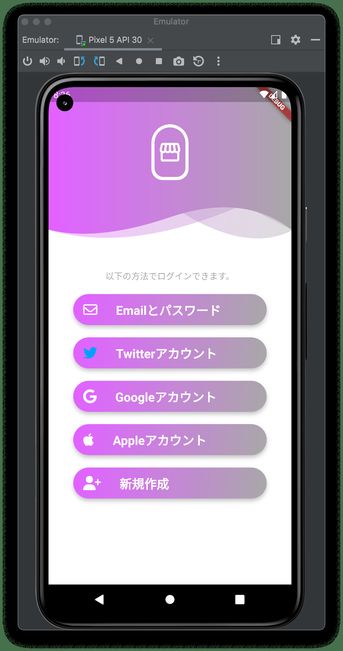 Emulator
Emulator:
Pixel 5 API 30
DEBUG
以下の方法でログインできます。
Emailとパスワード
Twitterアカウント
Googleアカウント
Appleアカウント
新規作成